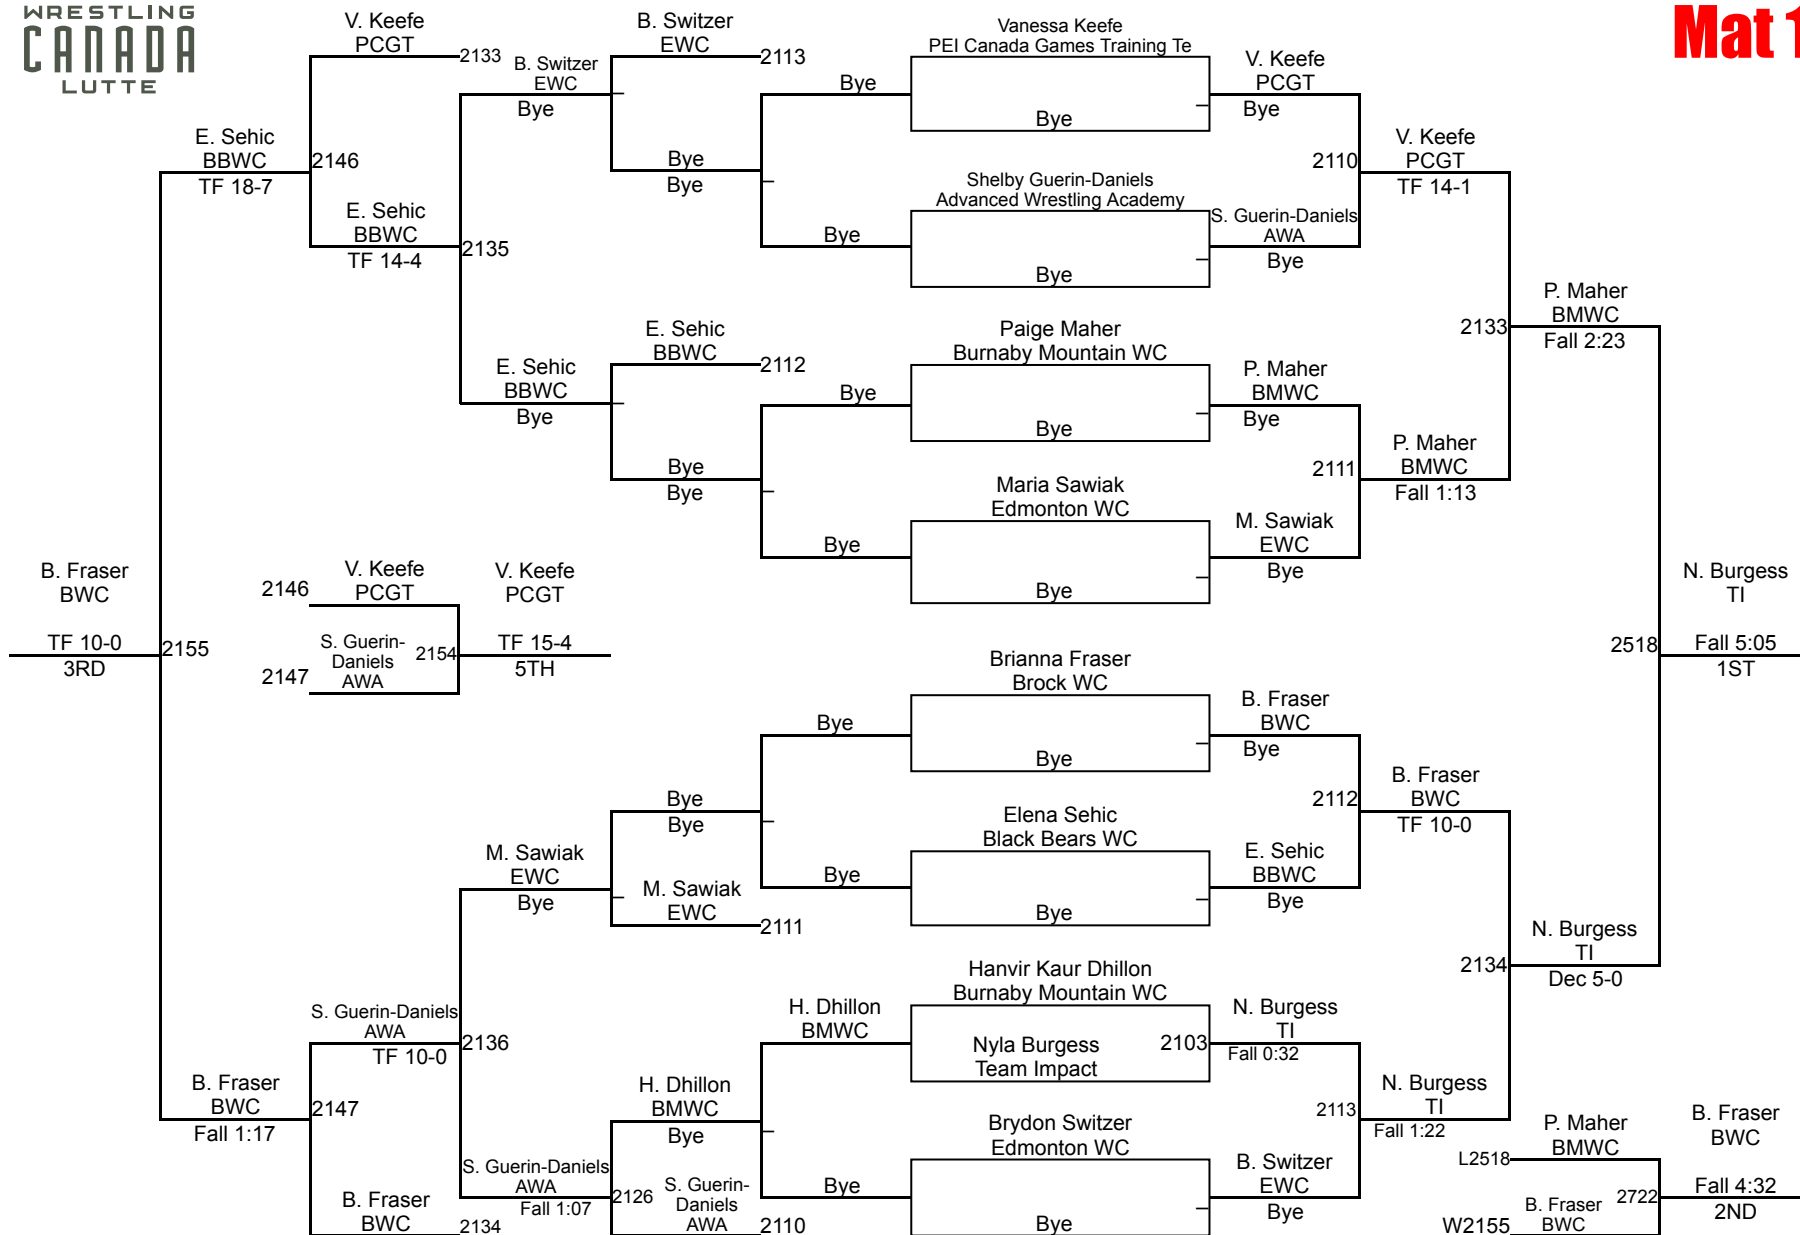 WRESTLING
CANADA
LUTTE
Mat 1
V. Keefe
PCGT
2133
B. Switzer
EWC
Bye
B. Switzer
EWC
2113
Bye
Vanessa Keefe
PEI Canada Games Training Te
Bye
V. Keefe
PCGT
Bye
E. Sehic
BBWC
TF 18-7
2146
Bye
Bye
2110
V. Keefe
PCGT
TF 14-1
E. Sehic
BBWC
TF 14-4
2135
Bye
Shelby Guerin-Daniels
Advanced Wrestling Academy
Bye
S. Guerin-Daniels
AWA
Bye
E. Sehic
BBWC
Bye
E. Sehic
BBWC
2112
Bye
Paige Maher
Burnaby Mountain WC
Bye
P. Maher
BMWC
Bye
2133
P. Maher
BMWC
Fall 2:23
Bye
Bye
2111
P. Maher
BMWC
Fall 1:13
Bye
Maria Sawiak
Edmonton WC
Bye
M. Sawiak
EWC
Bye
B. Fraser
BWC
TF 10-0
3RD
2155
2146
V. Keefe
PCGT
2147
S. Guerin-
Daniels
AWA
2154
V. Keefe
PCGT
TF 15-4
5TH
2518
N. Burgess
TI
Fall 5:05
1ST
Bye
Brianna Fraser
Brock WC
Bye
B. Fraser
BWC
Bye
Bye
Bye
2112
B. Fraser
BWC
TF 10-0
M. Sawiak
EWC
Bye
M. Sawiak
EWC
2111
Bye
Elena Sehic
Black Bears WC
Bye
E. Sehic
BBWC
Bye
2134
N. Burgess
TI
Dec 5-0
S. Guerin-Daniels
AWA
TF 10-0
2136
H. Dhillon
BMWC
Hanvir Kaur Dhillon
Burnaby Mountain WC
Nyla Burgess
Team Impact
2103
N. Burgess
TI
Fall 0:32
B. Fraser
BWC
Fall 1:17
2147
H. Dhillon
BMWC
Bye
2113
N. Burgess
TI
Fall 1:22
B. Fraser
BWC
2134
S. Guerin-Daniels
AWA
Fall 1:07
2126
S. Guerin-
Daniels
AWA
2110
Bye
Brydon Switzer
Edmonton WC
Bye
B. Switzer
EWC
Bye
L2518
P. Maher
BMWC
W2155
B. Fraser
BWC
2722
B. Fraser
BWC
Fall 4:32
2ND